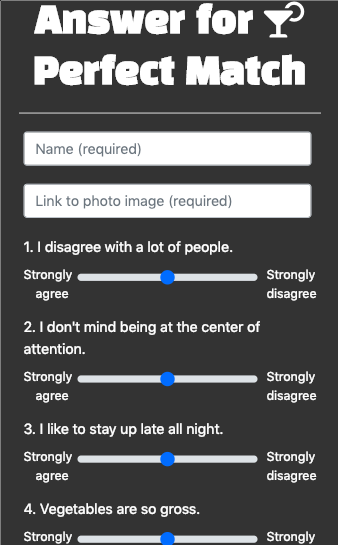 Answer for
Perfect Match
Name (required)
Link to photo image (required)
1. I disagree with a lot of people.
Strongly agree
Strongly disagree
2. I don't mind being at the center of
attention.
Strongly agree
Strongly disagree
3. I like to stay up late all night.
Strongly agree
Strongly disagree
4. Vegetables are so gross.
Strongly
Strongly